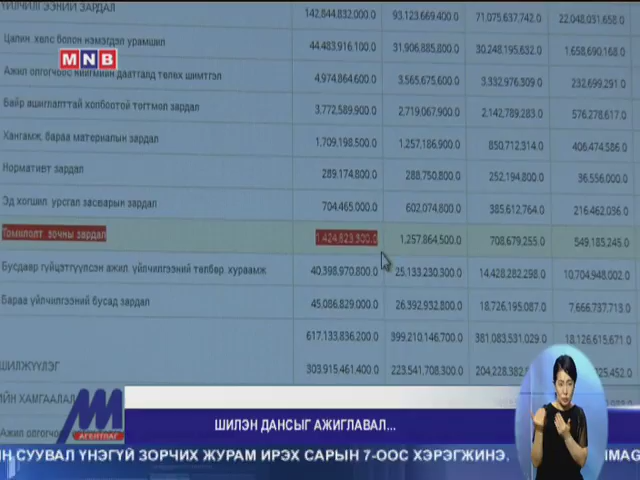 ҮЙЛЧИЛГЭЭНИЙ ЗАРДАЛ 142,844,832,000.0 93,123,669,400.0 71,075,637,742.0 22,048,031,658.0
Цалин, хөлс болон нэмэгдэл урамшил 44,483,916,100.0 31,906,885,800.0 30,248,195,632.0 1,658,690,168.0
MNB
Ажил олгогчоос нийгмийн даатгалд төлөх шимтгэл 4,974,864,600.0 3,565,675,600.0 3,332,976,309.0 232,699,291.0
Байр ашиглалттай холбоотой тогтмол зардал 3,772,589,900.0 2,719,067,900.0 2,142,789,283.0 576,278,617.0
Хангамж, бараа материалын зардал 1,709,198,500.0 1,257,186,900.0 850,712,314.0 406,474,586.0
Нормативт зардал 289,174,800.0 288,750,800.0 252,194,800.0 36,556,000.0
Эд хогшил, урсгал засварын зардал 704,465,000.0 602,074,800.0 385,612,764.0 216,462,036.0
Томилолт, зочны зардал 1,424,823,300.0 1,257,864,500.0 708,679,255.0 549,185,245.0
Бусдаар гүйцэтгүүлсэн ажил, үйлчилгээний төлбөр, хураамж 40,398,970,800.0 25,133,230,300.0 14,428,282,298.0 10,704,948,002.0
Бараа үйлчилгээний бусад зардал 45,086,829,000.0 26,392,932,800.0 18,726,195,087.0 7,666,737,713.0
617,133,836,200.0 399,210,146,700.0 381,083,531,029.0 18,126,615,671.0
ШИЛЖҮҮЛЭГ 303,915,461,400.0 223,541,708,300.0 204,228,382
ИЙН ХАМГААЛАЛ
Ажил олгогчо
АГЕНТЛАГ
ШИЛЭН ДАНСЫГ АЖИГЛАВАЛ...
ЙН СУУВАЛ ҮНЭГҮЙ ЗОРЧИХ ЖУРАМ ИРЭХ САРЫН 7-ООС ХЭРЭГЖИНЭ. IMAG